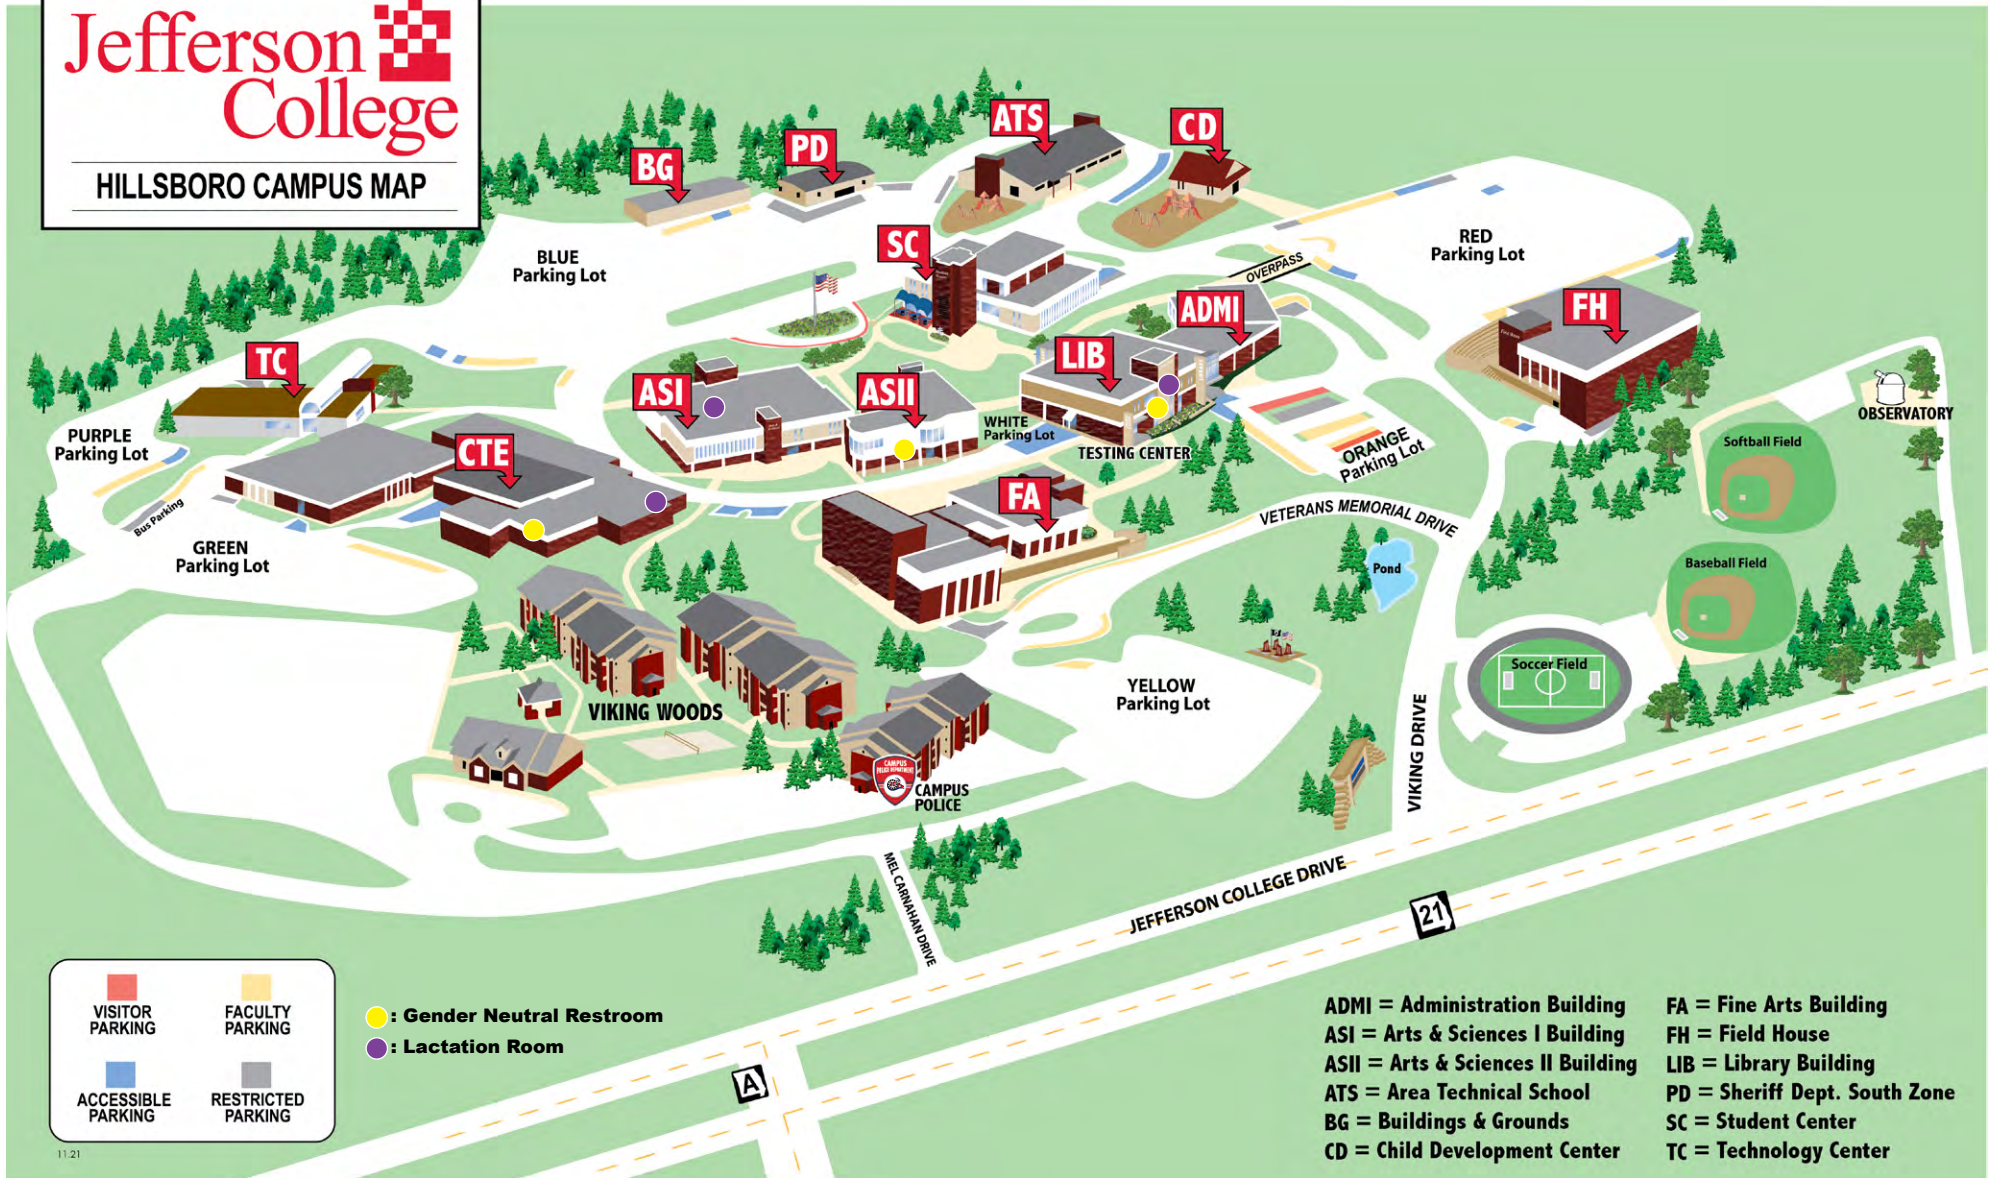 Jefferson
College
HILLSBORO CAMPUS MAP
ATS
CD
PD
BG
SC
BLUE
Parking Lot
RED
Parking Lot
OVERPASS
ADMI
FH
LIB
TC
ASI
ASII
WHITE
Parking Lot
TESTING CENTER
ORANGE
Parking Lot
OBSERVATORY
Softball Field
PURPLE
Parking Lot
CTE
Bus Parking
FA
VETERANS MEMORIAL DRIVE
GREEN
Parking Lot
Pond
Baseball Field
Soccer Field
YELLOW
Parking Lot
VIKING WOODS
VIKING DRIVE
CAMPUS
POLICE DEPARTMENT
CAMPUS
POLICE
MEL CARNAHAN DRIVE
JEFFERSON COLLEGE DRIVE
21
A
VISITOR
PARKING
FACULTY
PARKING
ACCESSIBLE
PARKING
RESTRICTED
PARKING
: Gender Neutral Restroom
: Lactation Room
11.21
ADMI = Administration Building
ASI = Arts & Sciences I Building
ASII = Arts & Sciences II Building
ATS = Area Technical School
BG = Buildings & Grounds
CD = Child Development Center
FA = Fine Arts Building
FH = Field House
LIB = Library Building
PD = Sheriff Dept. South Zone
SC = Student Center
TC = Technology Center